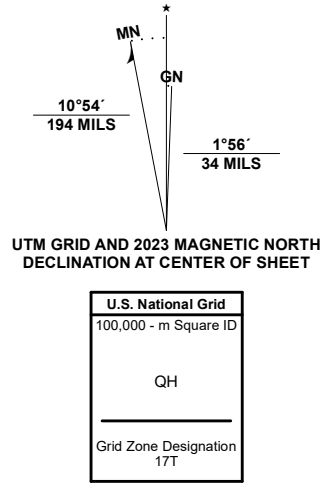 ★
MN
GN
10°54´
194 MILS
1°56´
34 MILS
UTM GRID AND 2023 MAGNETIC NORTH
DECLINATION AT CENTER OF SHEET
U.S. National Grid
100,000 - m Square ID
QH
Grid Zone Designation
17T